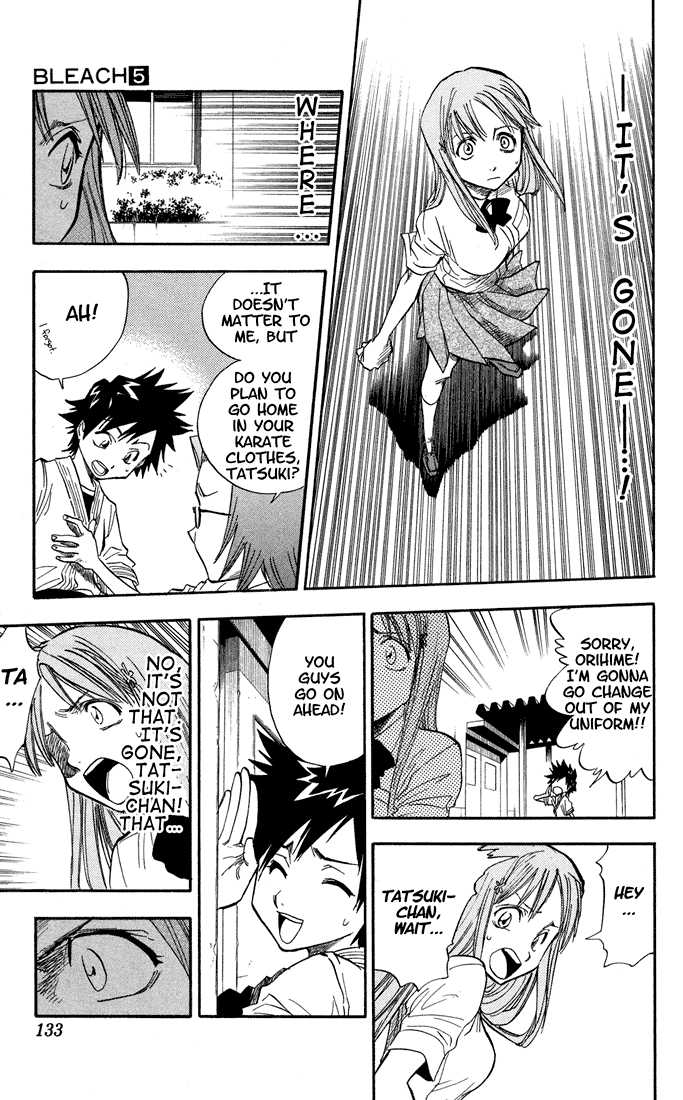 BLEACH 5
— IT'S GONE —...!
WHERE
...
...IT
DOESN'T
MATTER TO
ME, BUT
DO YOU
PLAN TO
GO HOME
IN YOUR
KARATE
CLOTHES,
TATSUKI?
AH!
I forgot.
SORRY,
ORIHIME!
I'M GONNA
GO CHANGE
OUT OF MY
UNIFORM!!
YOU
GUYS
GO ON
AHEAD!
NO,
IT'S
NOT
THAT.
IT'S
GONE,
TAT-
SUKI-
CHAN!
THAT...
TA
...
HEY
...
TATSUKI-
CHAN,
WAIT...
133